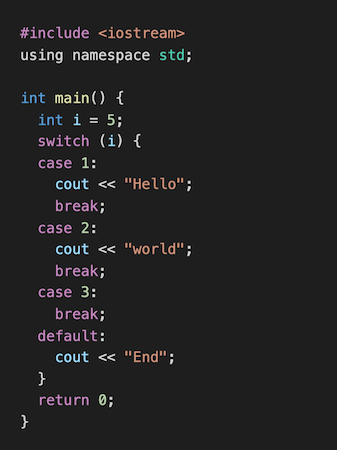 #include <iostream>
using namespace std;

int main() {
  int i = 5;
  switch (i) {
  case 1:
    cout << "Hello";
    break;
  case 2:
    cout << "world";
    break;
  case 3:
    break;
  default:
    cout << "End";
  }
  return 0;
}